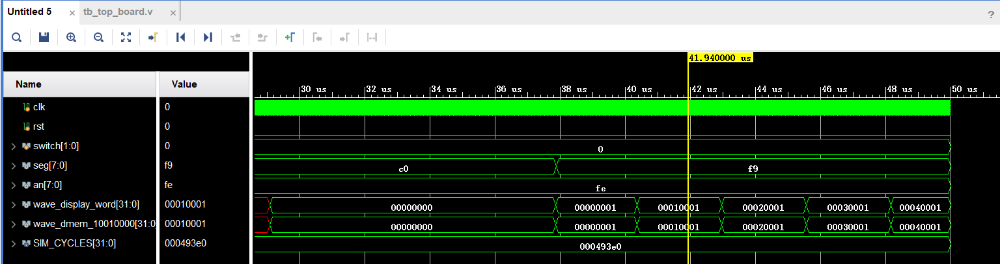 Untitled 5 × tb_top_board.v × ?
41.940000 us
Name Value 30 us 32 us 34 us 36 us 38 us 40 us 42 us 44 us 46 us 48 us 50 us
clk 0
rst 0
switch[1:0] 0 0
seg[7:0] f9 c0 f9
an[7:0] fe fe
wave_display_word[31:0] 00010001 00000000 00000001 00010001 00020001 00030001 00040001
wave_dmem_10010000[31:0] 00010001 00000000 00000001 00010001 00020001 00030001 00040001
SIM_CYCLES[31:0] 000493e0 000493e0